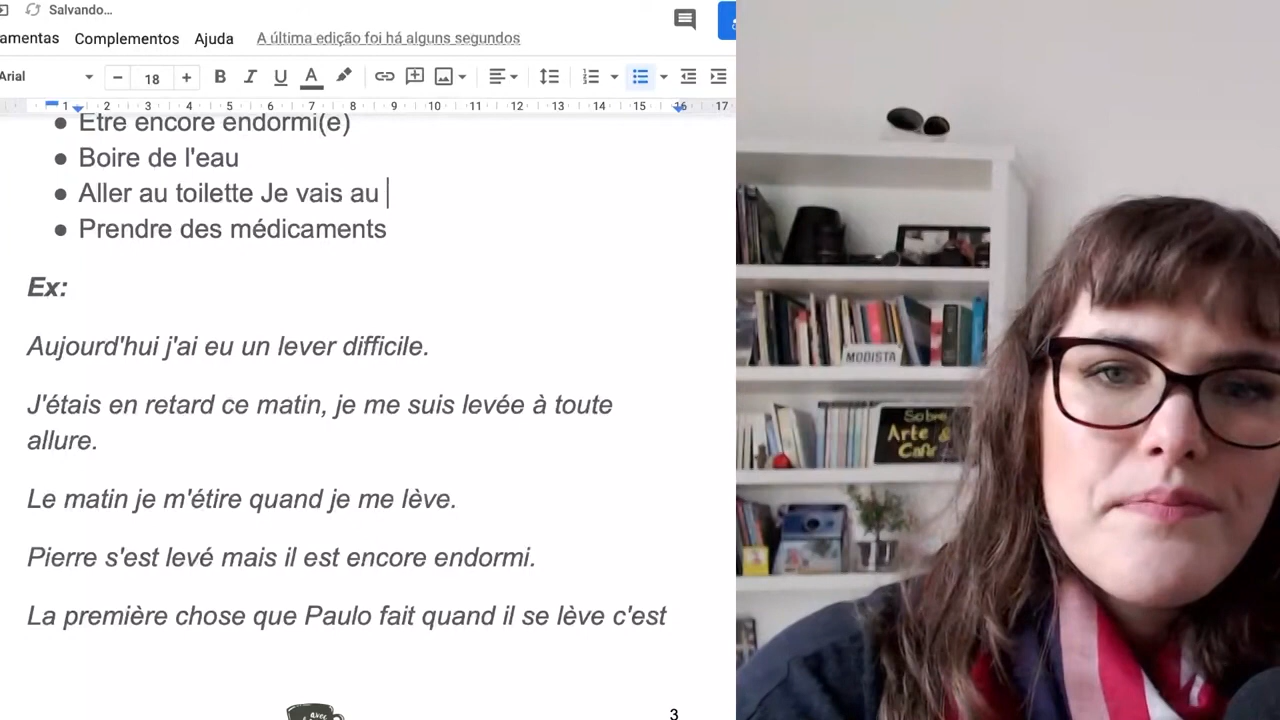 Salvando…
amentas Complementos Ajuda A última edição foi há alguns segundos
Arial − 18 + B I U A
1 2 3 4 5 6 7 8 9 10 11 12 13 14 15 16 17
● Etre encore endormi(e)
● Boire de l'eau
● Aller au toilette Je vais au
● Prendre des médicaments
Ex:
Aujourd'hui j'ai eu un lever difficile.
J'étais en retard ce matin, je me suis levée à toute
allure.
Le matin je m'étire quand je me lève.
Pierre s'est levé mais il est encore endormi.
La première chose que Paulo fait quand il se lève c'est
avec
3
MODISTA
Sobre
Arte &
Café